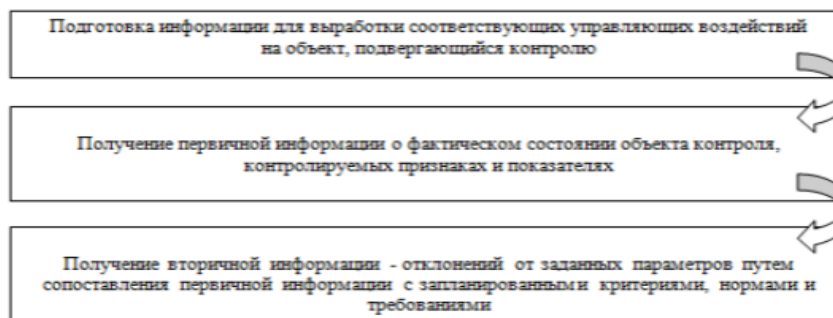 Подготовка информации для выработки соответствующих управляющих воздействий
на объект, подвергающийся контролю
Получение первичной информации о фактическом состоянии объекта контроля,
контролируемых признаках и показателях
Получение вторичной информации - отклонений от заданных параметров путем
сопоставления первичной информации с запланированными критериями, нормами и
требованиями